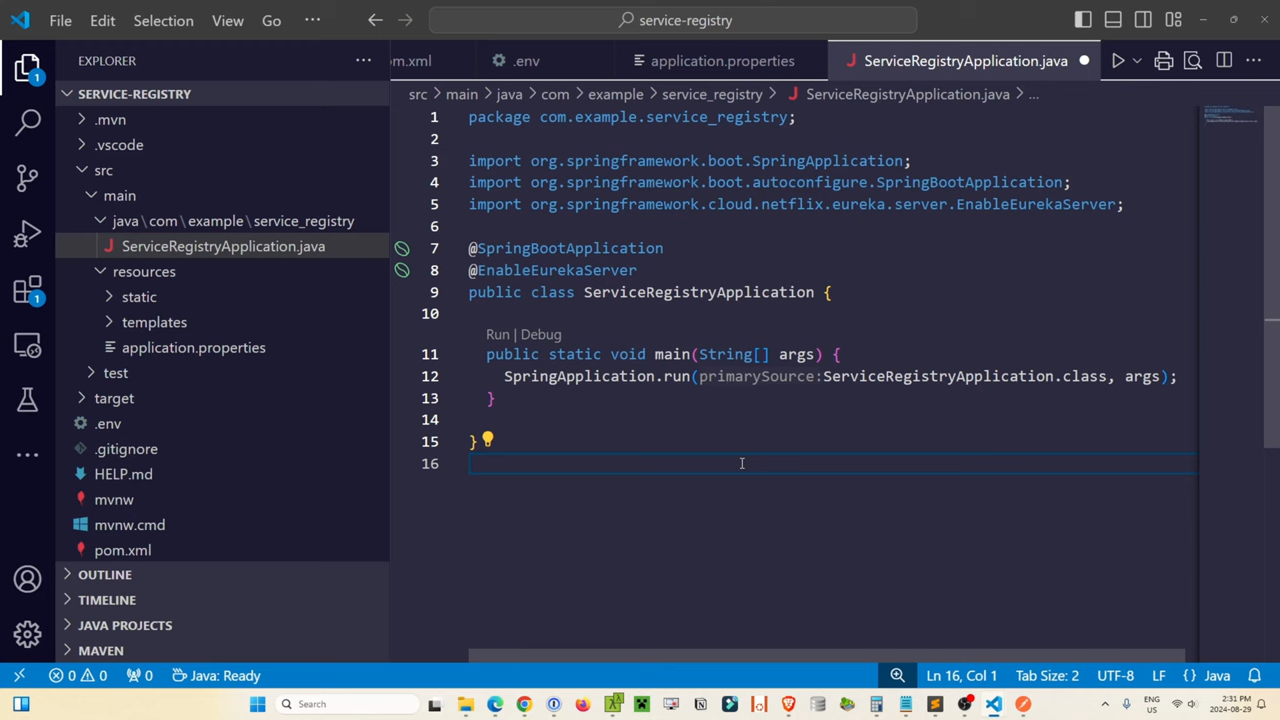 File Edit Selection View Go ··· service-registry
EXPLORER ···
om.xml .env application.properties ServiceRegistryApplication.java ···
SERVICE-REGISTRY
src > main > java > com > example > service_registry > J ServiceRegistryApplication.java > ...
.mvn
.vscode
src
main
java\com\example\service_registry
J ServiceRegistryApplication.java
resources
static
templates
application.properties
test
target
.env
.gitignore
HELP.md
mvnw
mvnw.cmd
pom.xml
OUTLINE
TIMELINE
JAVA PROJECTS
MAVEN
1
1
1 package com.example.service_registry;
2
3 import org.springframework.boot.SpringApplication;
4 import org.springframework.boot.autoconfigure.SpringBootApplication;
5 import org.springframework.cloud.netflix.eureka.server.EnableEurekaServer;
6
7 @SpringBootApplication
8 @EnableEurekaServer
9 public class ServiceRegistryApplication {
10
Run | Debug
11 public static void main(String[] args) {
12 SpringApplication.run(primarySource:ServiceRegistryApplication.class, args);
13 }
14
15 }
16
0 0 0 Java: Ready Ln 16, Col 1 Tab Size: 2 UTF-8 LF {} Java
Search
ENG
US
2:31 PM
2024-08-29